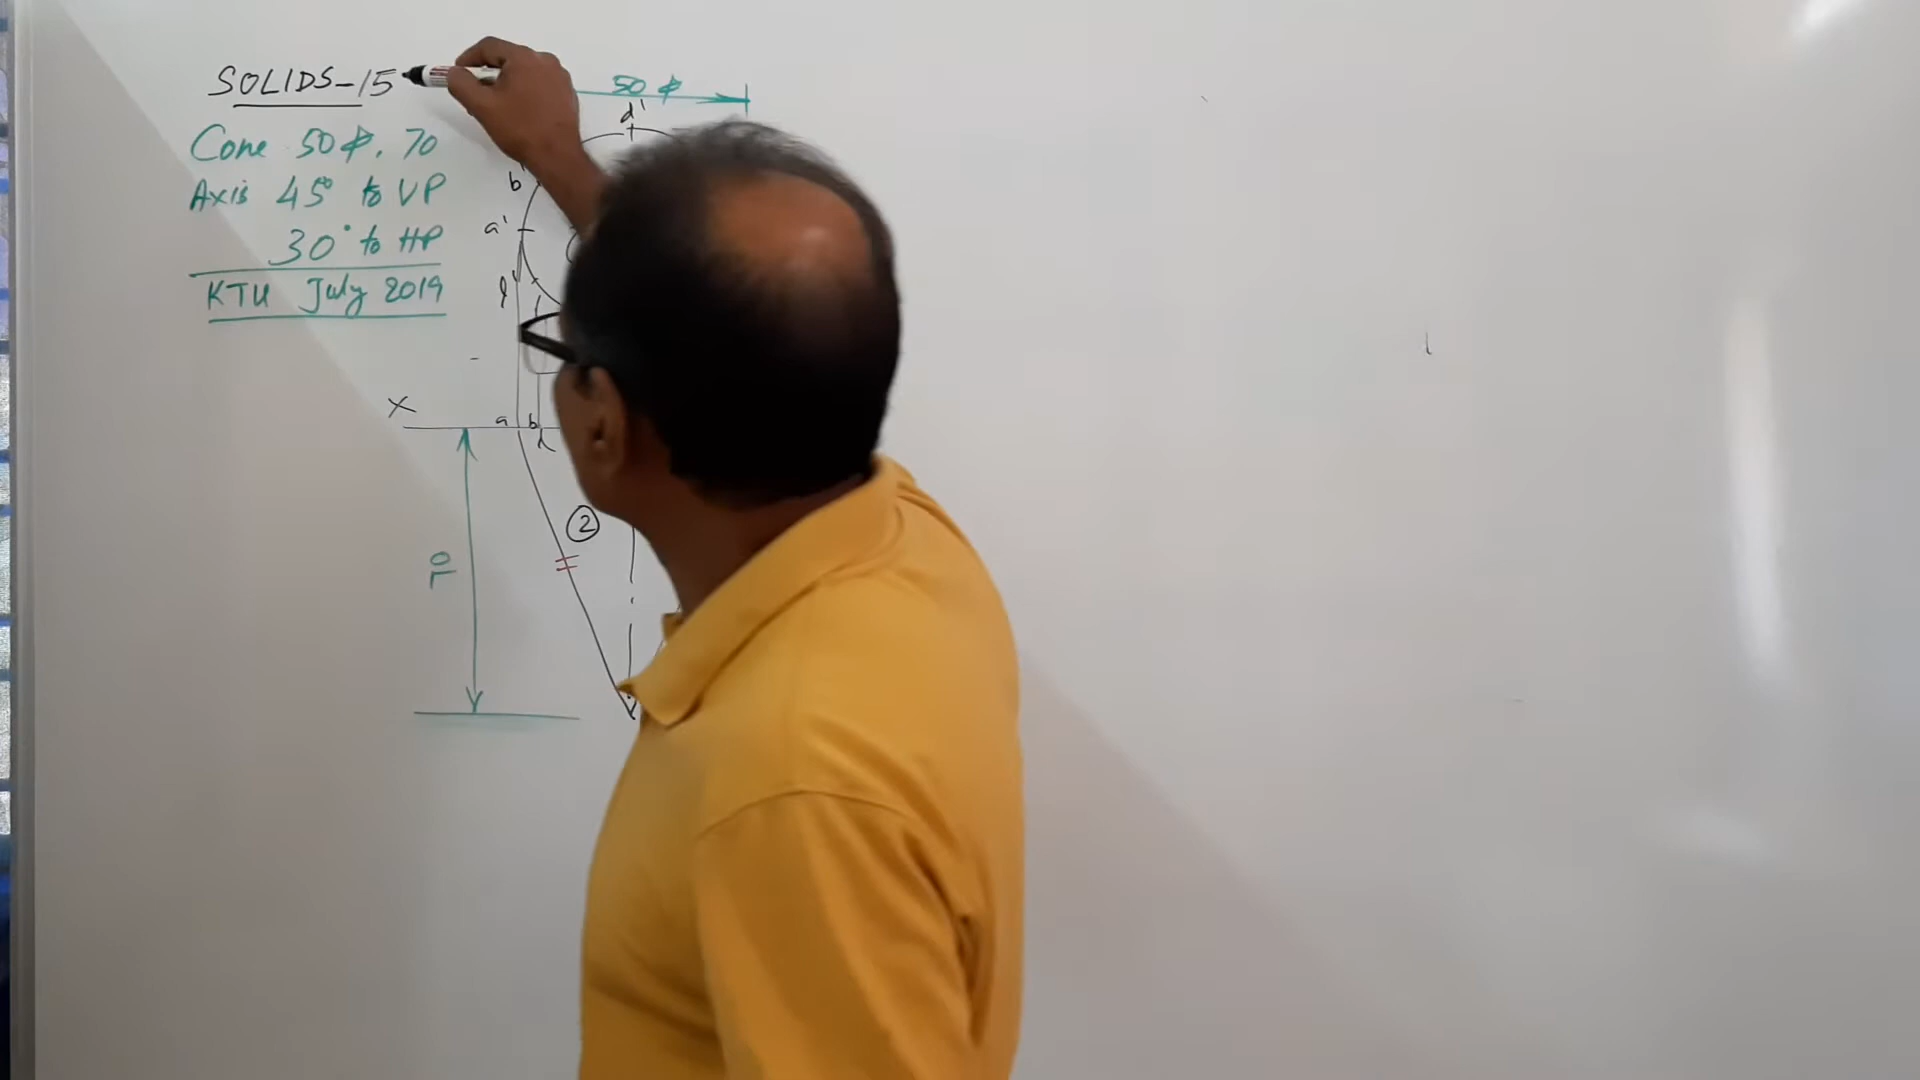 SOLIDS-15
Cone 50ϕ, 70
Axis 45° to VP
30° to HP
KTU July 2019
50 ϕ
d'
b'
a'
l'
X
a b
l
2
70